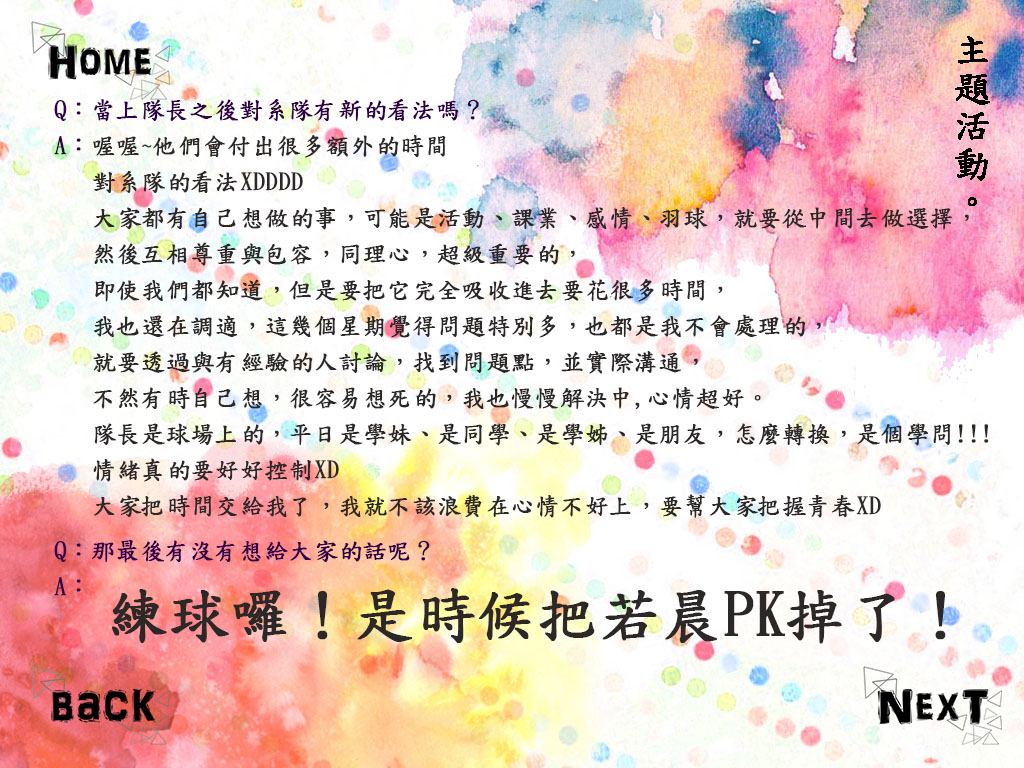 HOME
主題活動。
Q：當上隊長之後對系隊有新的看法嗎？
A：喔喔~他們會付出很多額外的時間
對系隊的看法XDDDD
大家都有自己想做的事，可能是活動、課業、感情、羽球，就要從中間去做選擇，
然後互相尊重與包容，同理心，超級重要的，
即使我們都知道，但是要把它完全吸收進去要花很多時間，
我也還在調適，這幾個星期覺得問題特別多，也都是我不會處理的，
就要透過與有經驗的人討論，找到問題點，並實際溝通，
不然有時自己想，很容易想死的，我也慢慢解決中,心情超好。
隊長是球場上的，平日是學妹、是同學、是學姊、是朋友，怎麼轉換，是個學問!!!
情緒真的要好好控制XD
大家把時間交給我了，我就不該浪費在心情不好上，要幫大家把握青春XD
Q：那最後有沒有想給大家的話呢？
A：
練球囉！是時候把若晨PK掉了！
BaCK
NEXT